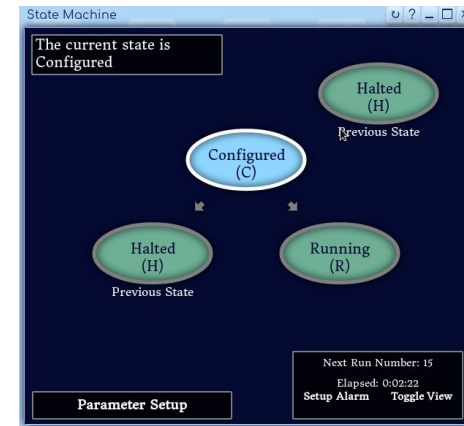 State Machine
The current state is
Configured
Halted
(H)
Previous State
Configured
(C)
Halted
(H)
Previous State
Running
(R)
Next Run Number: 15
Elapsed: 0:02:22
Setup Alarm Toggle View
Parameter Setup